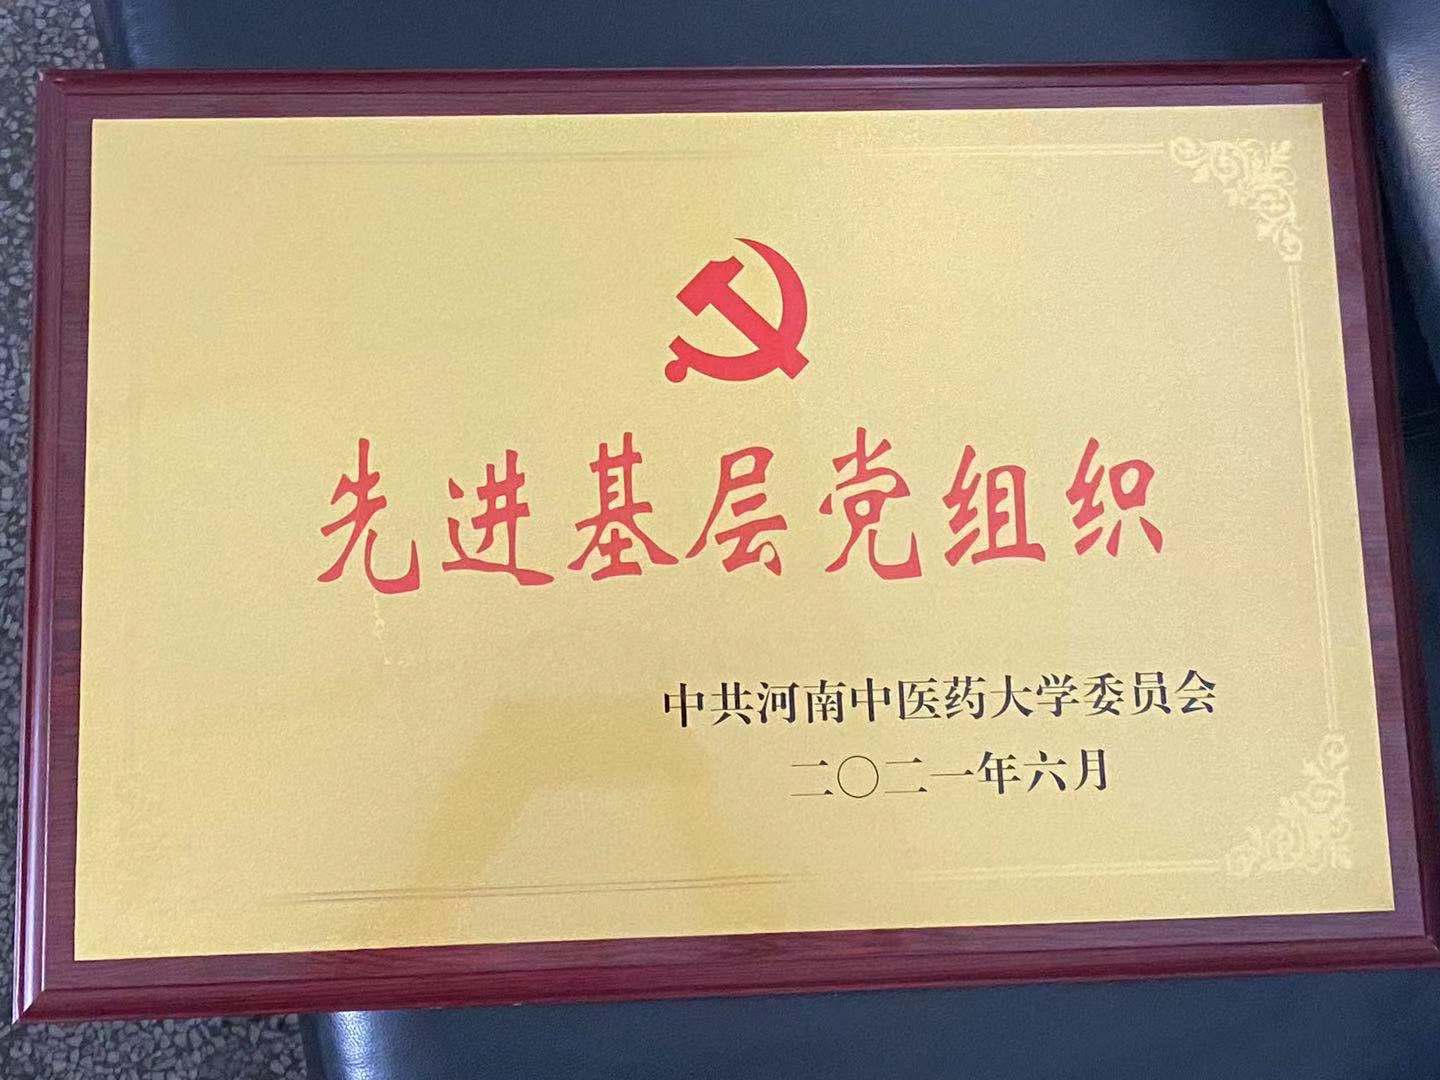 先进基层党组织
中共河南中医药大学委员会
二〇二一年六月